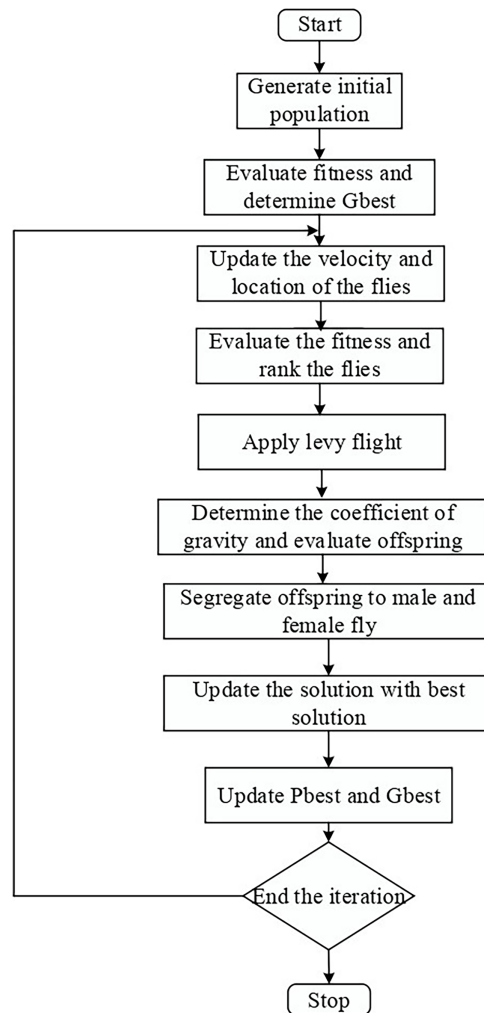 Start
Generate initial
population
Evaluate fitness and
determine Gbest
Update the velocity and
location of the flies
Evaluate the fitness and
rank the flies
Apply levy flight
Determine the coefficient of
gravity and evaluate offspring
Segregate offspring to male and
female fly
Update the solution with best
solution
Update Pbest and Gbest
End the iteration
Stop